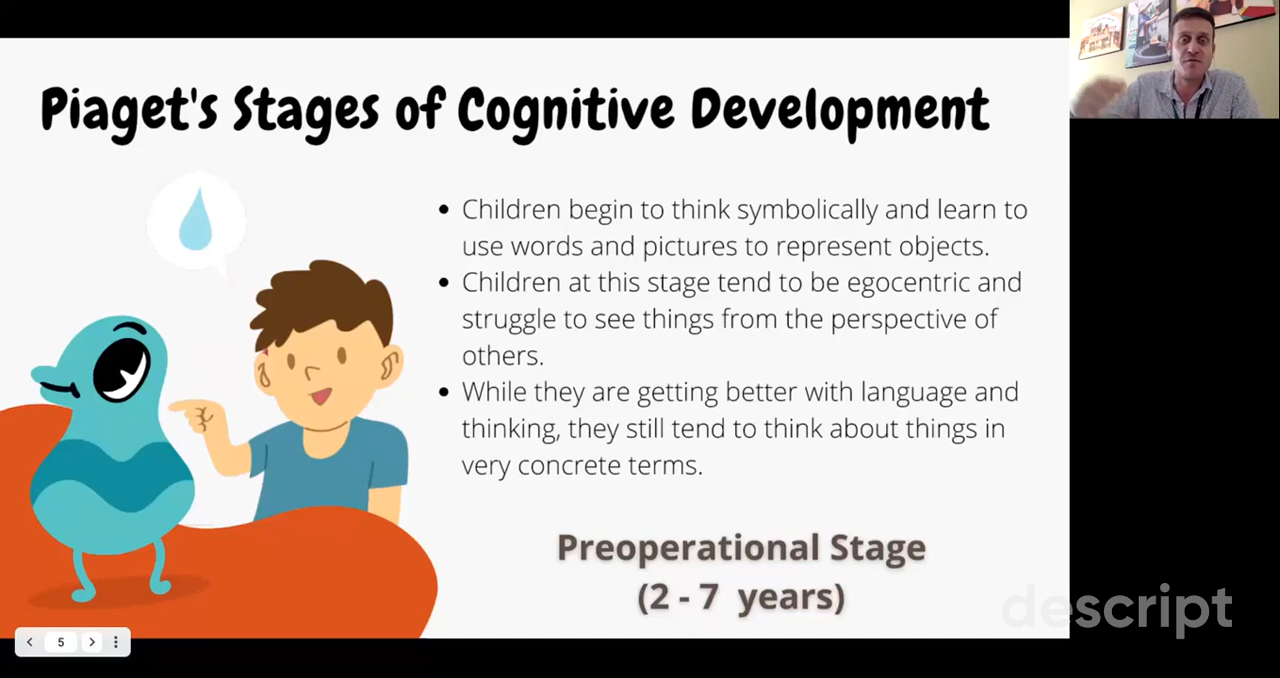 Piaget's Stages of Cognitive Development
• Children begin to think symbolically and learn to
use words and pictures to represent objects.
• Children at this stage tend to be egocentric and
struggle to see things from the perspective of
others.
• While they are getting better with language and
thinking, they still tend to think about things in
very concrete terms.
Preoperational Stage
(2 - 7 years)
descript
5